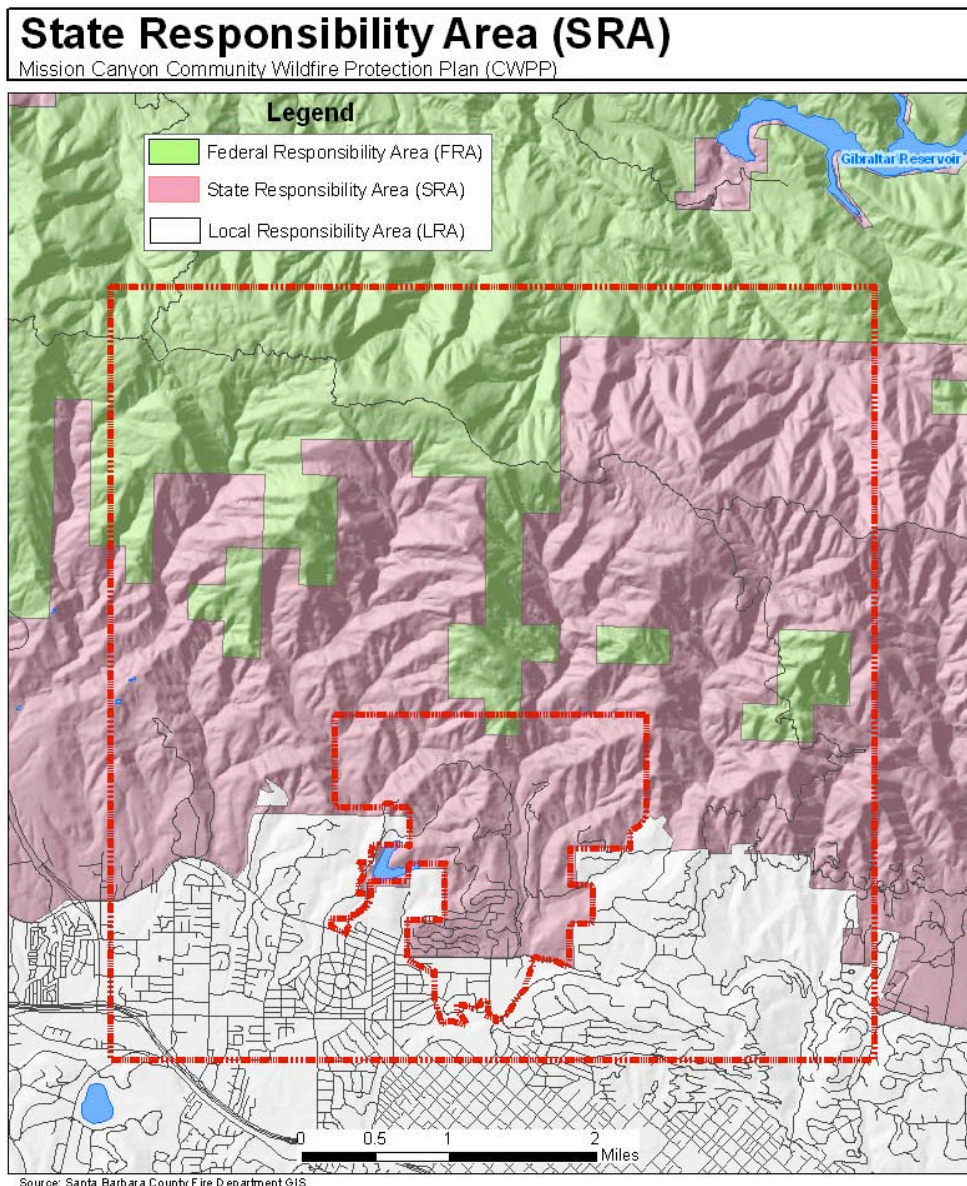 State Responsibility Area (SRA)
Mission Canyon Community Wildfire Protection Plan (CWPP)
Legend
Federal Responsibility Area (FRA)
State Responsibility Area (SRA)
Local Responsibility Area (LRA)
Gibraltar Reservoir
0 0.5 1 2
Miles
Source: Santa Barbara County Fire Department GIS